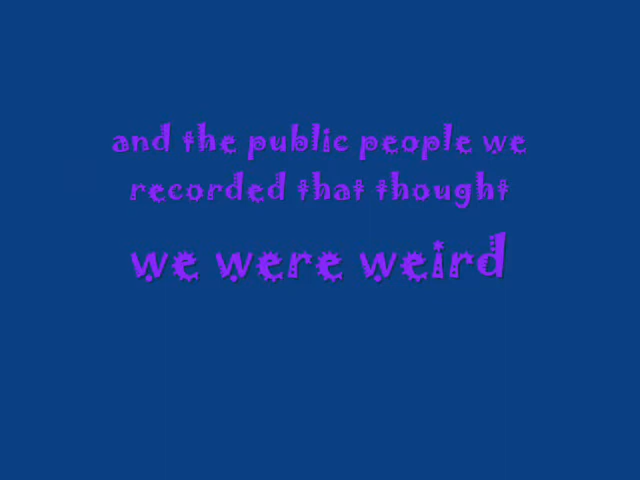 and the public people we
recorded that thought
we were weird